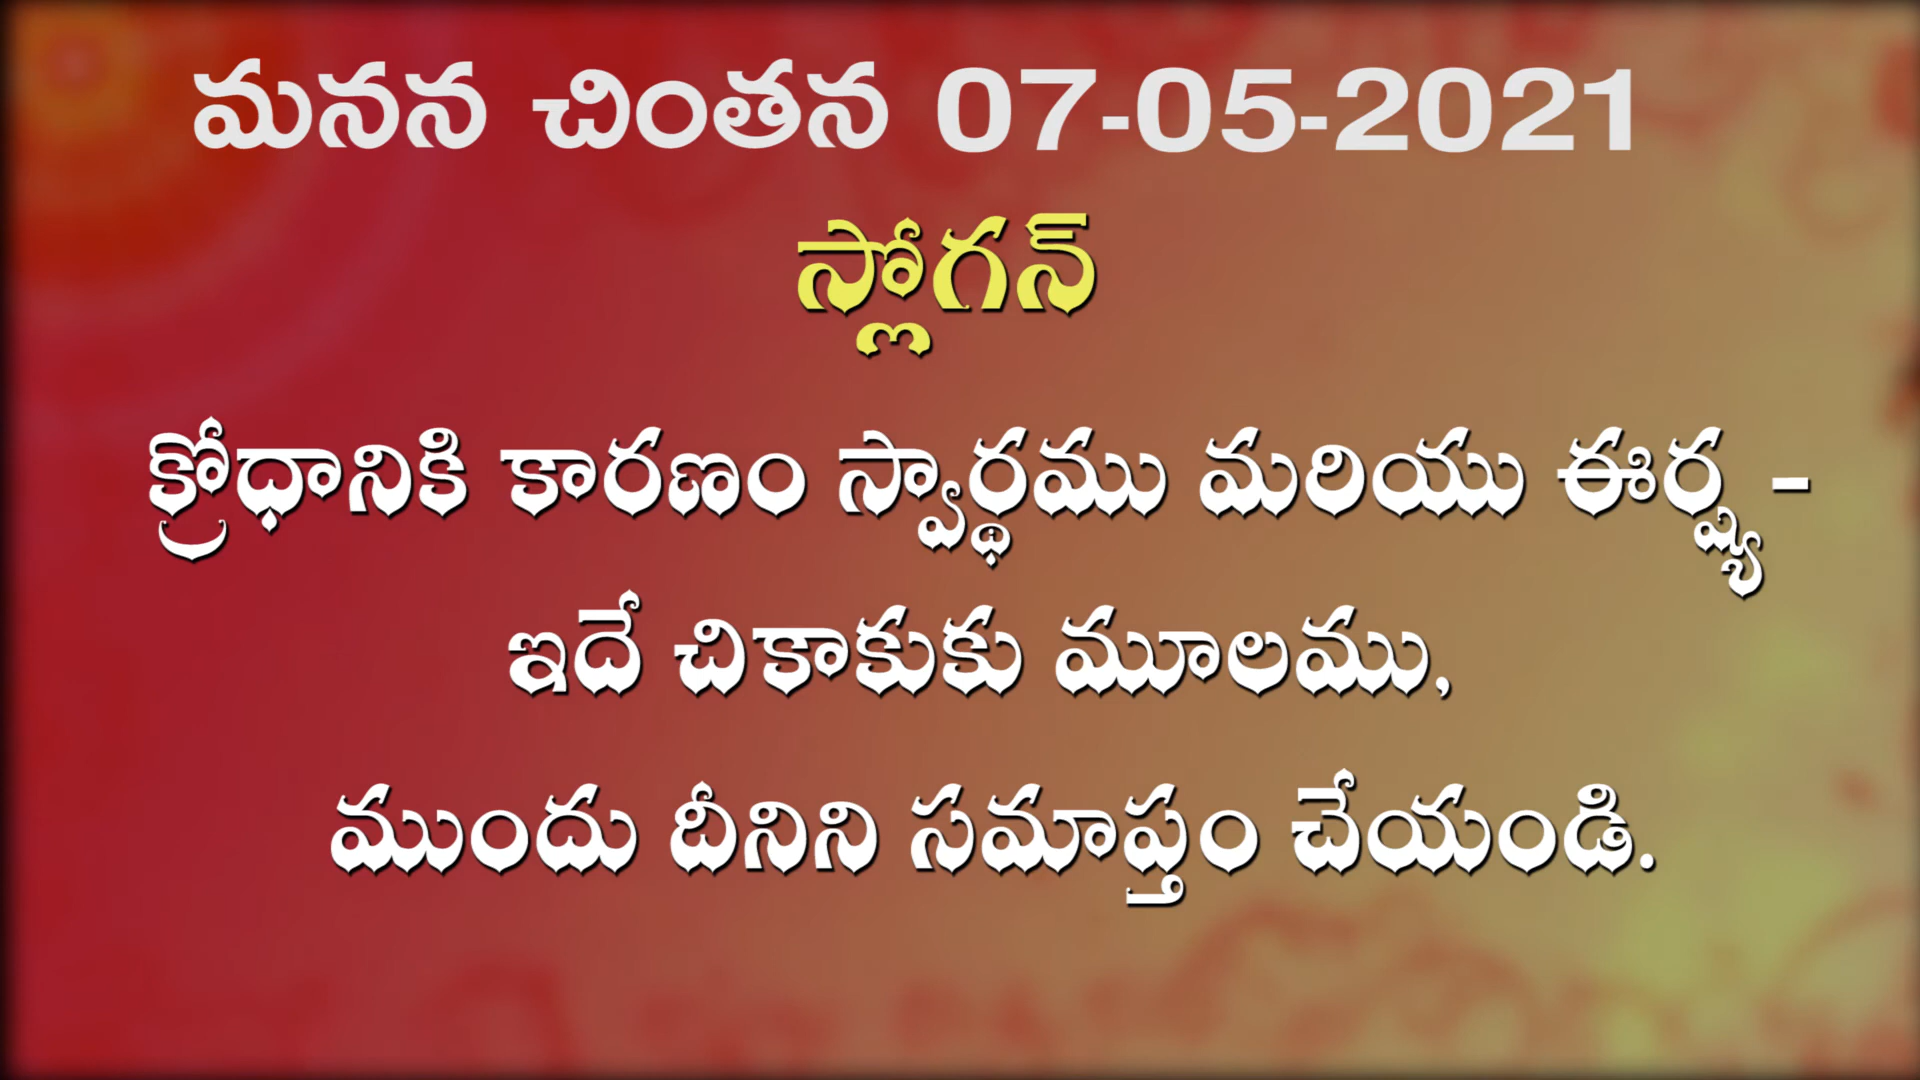 మనన చింతన 07-05-2021
స్లోగన్
క్రోధానికి కారణం స్వార్థము మరియు ఈర్ష్య -
ఇదే చికాకుకు మూలము,
ముందు దీనిని సమాప్తం చేయండి.